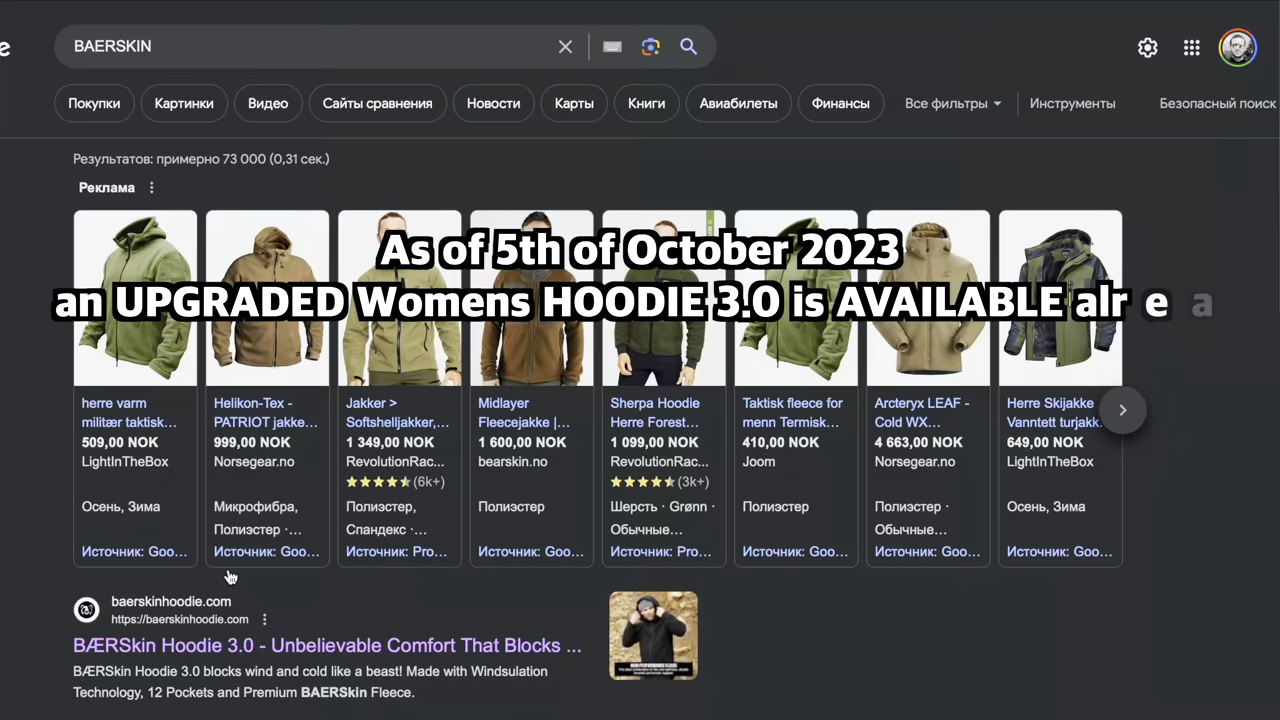 e
BAERSKIN
Покупки
Картинки
Видео
Сайты сравнения
Новости
Карты
Книги
Авиабилеты
Финансы
Все фильтры
Инструменты
Безопасный поиск
Результатов: примерно 73 000 (0,31 сек.)
Реклама
As of 5th of October 2023
an UPGRADED Womens HOODIE 3.0 is AVAILABLE alr e a
herre varm
militær taktisk...
509,00 NOK
LightInTheBox
Осень, Зима
Источник: Goo...
Helikon-Tex -
PATRIOT jakke...
999,00 NOK
Norsegear.no
Микрофибра,
Полиэстер ·...
Источник: Goo...
Jakker >
Softshelljakker,...
1 349,00 NOK
RevolutionRac...
(6k+)
Полиэстер,
Спандекс ·...
Источник: Pro...
Midlayer
Fleecejakke |...
1 600,00 NOK
bearskin.no
Полиэстер
Источник: Goo...
Sherpa Hoodie
Herre Forest...
1 099,00 NOK
RevolutionRac...
(3k+)
Шерсть · Grønn ·
Обычные...
Источник: Pro...
Taktisk fleece for
menn Termisk...
410,00 NOK
Joom
Полиэстер
Источник: Goo...
Arcteryx LEAF -
Cold WX...
4 663,00 NOK
Norsegear.no
Полиэстер ·
Обычные...
Источник: Goo...
Herre Skijakke
Vanntett turjakk...
649,00 NOK
LightInTheBox
Осень, Зима
Источник: Goo...
baerskinhoodie.com
https://baerskinhoodie.com
BÆRSkin Hoodie 3.0 - Unbelievable Comfort That Blocks ...
BÆRSkin Hoodie 3.0 blocks wind and cold like a beast! Made with Windsulation
Technology, 12 Pockets and Premium BAERSkin Fleece.